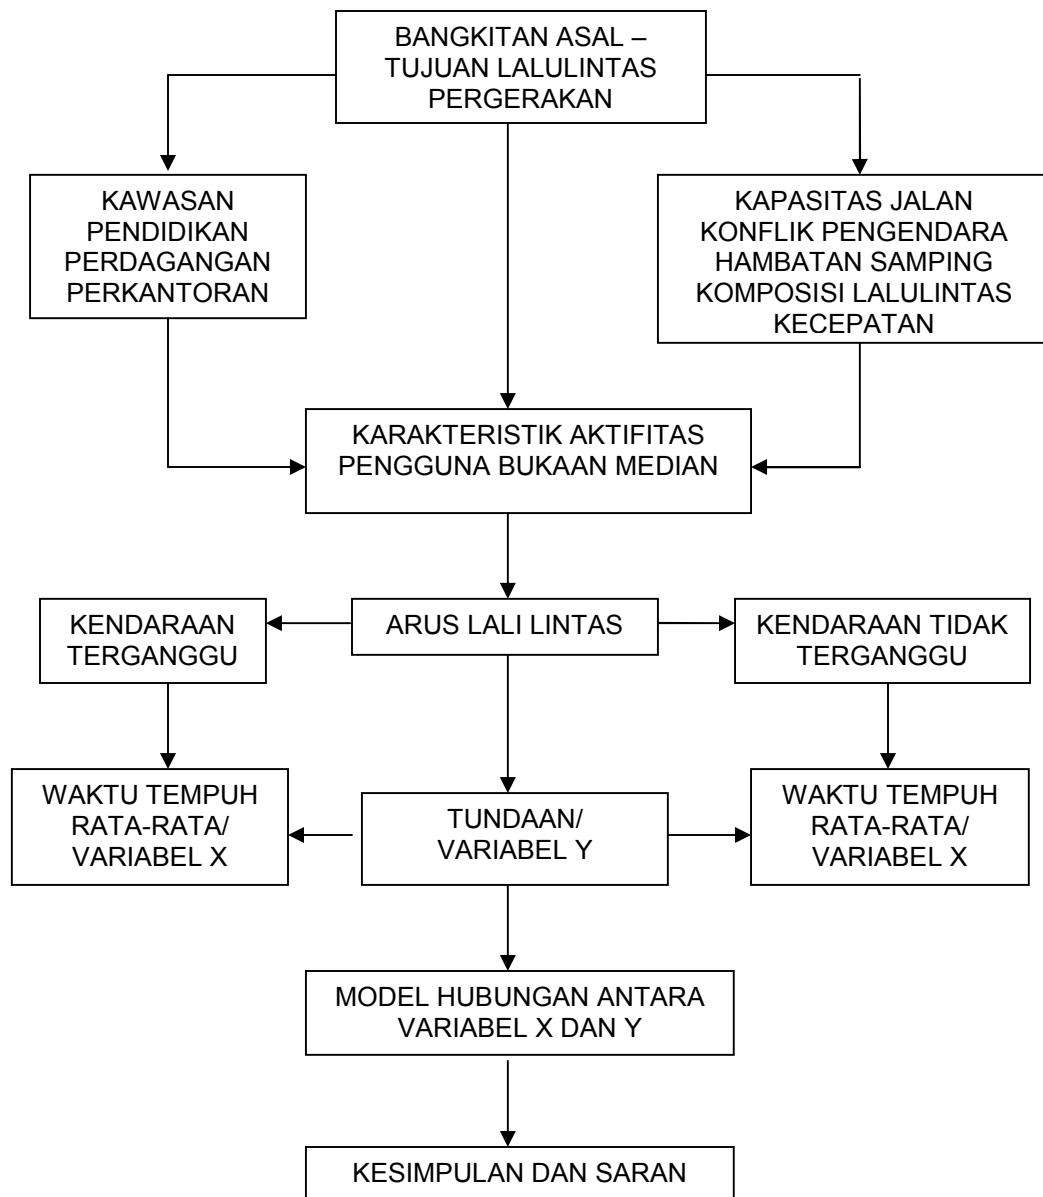 BANGKITAN ASAL –
TUJUAN LALULINTAS
PERGERAKAN
KAWASAN
PENDIDIKAN
PERDAGANGAN
PERKANTORAN
KAPASITAS JALAN
KONFLIK PENGENDARA
HAMBATAN SAMPING
KOMPOSISI LALULINTAS
KECEPATAN
KARAKTERISTIK AKTIFITAS
PENGGUNA BUKAAN MEDIAN
KENDARAAN
TERGANGGU
ARUS LALI LINTAS
KENDARAAN TIDAK
TERGANGGU
WAKTU TEMPUH
RATA-RATA/
VARIABEL X
TUNDAAN/
VARIABEL Y
WAKTU TEMPUH
RATA-RATA/
VARIABEL X
MODEL HUBUNGAN ANTARA
VARIABEL X DAN Y
KESIMPULAN DAN SARAN